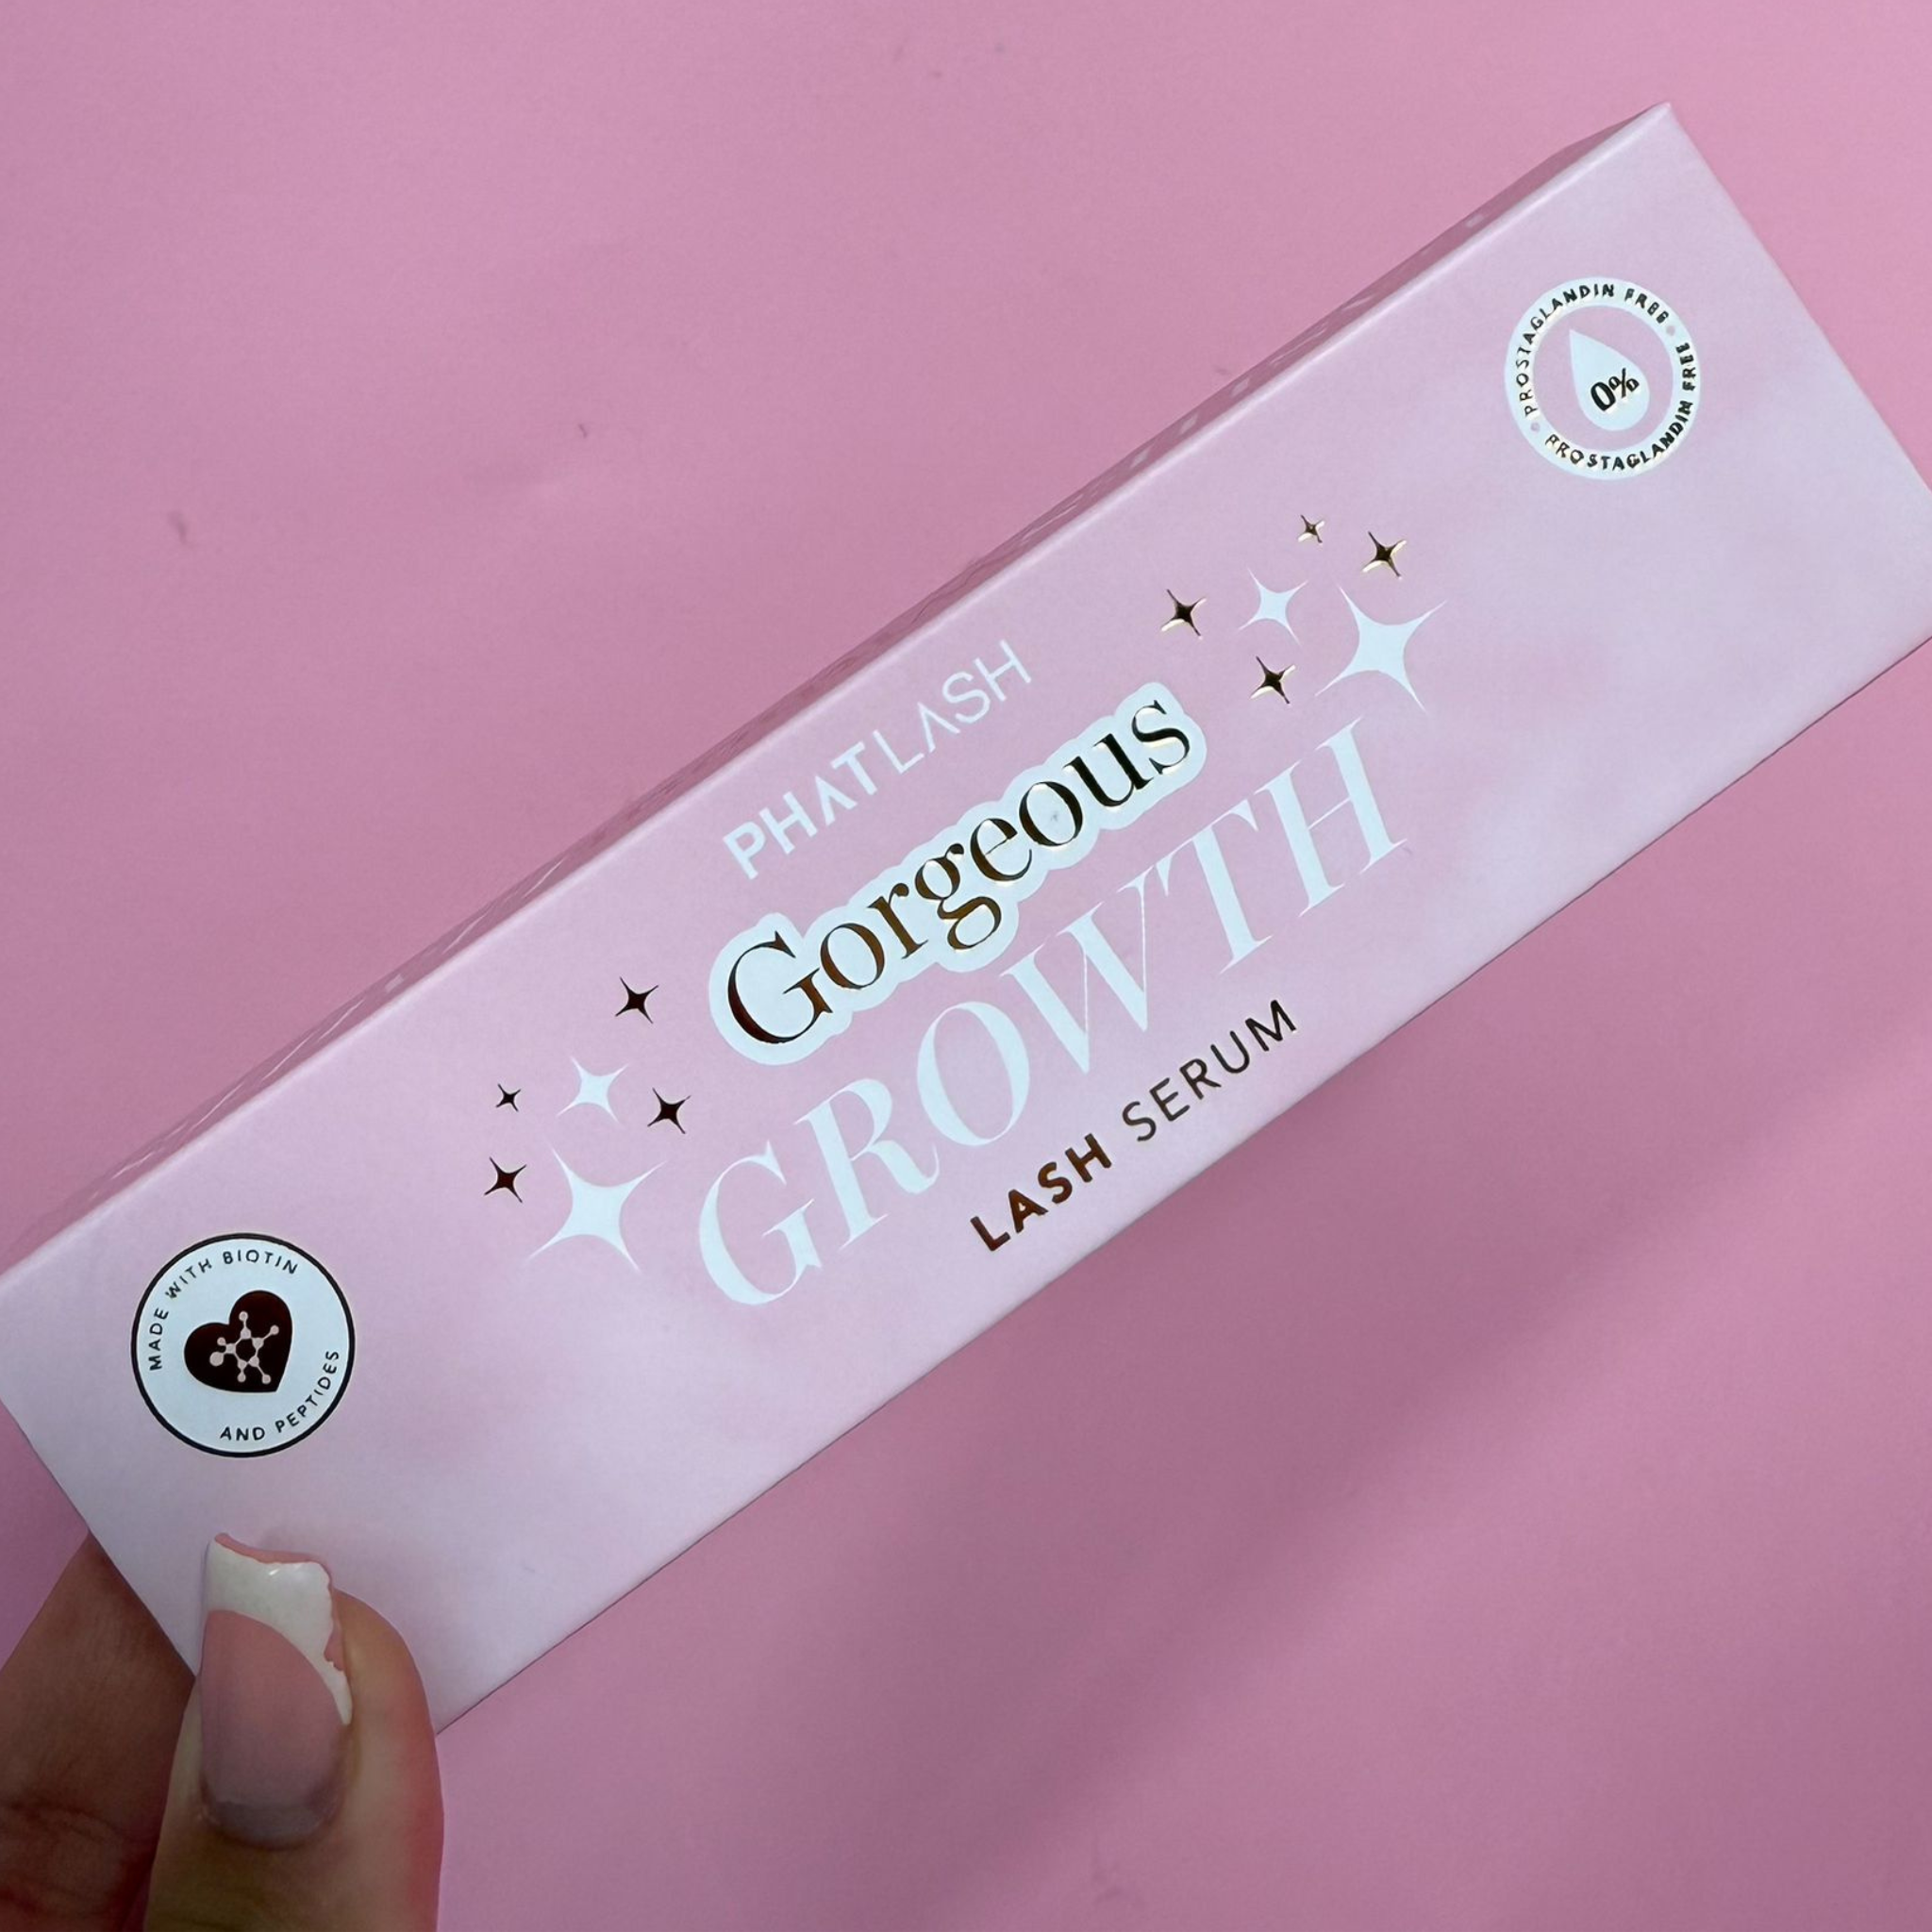 PHATLASH
Gorgeous
GROWTH
LASH SERUM
PROSTAGLANDIN FREE
PROSTAGLANDIN FREE
0%
MADE WITH BIOTIN
AND PEPTIDES